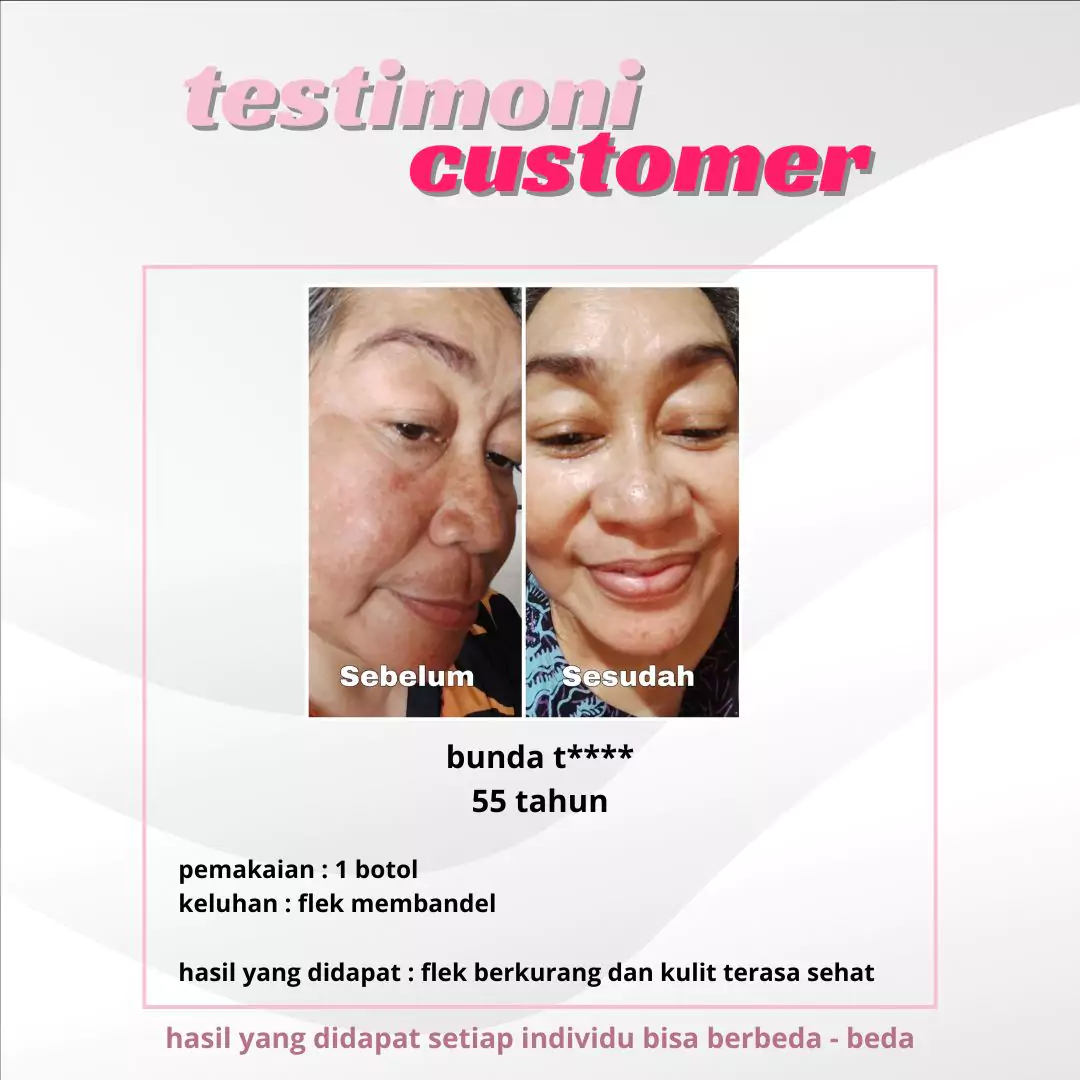 testimoni
customer
Sebelum
Sesudah
bunda t****
55 tahun
pemakaian : 1 botol
keluhan : flek membandel
hasil yang didapat : flek berkurang dan kulit terasa sehat
hasil yang didapat setiap individu bisa berbeda - beda